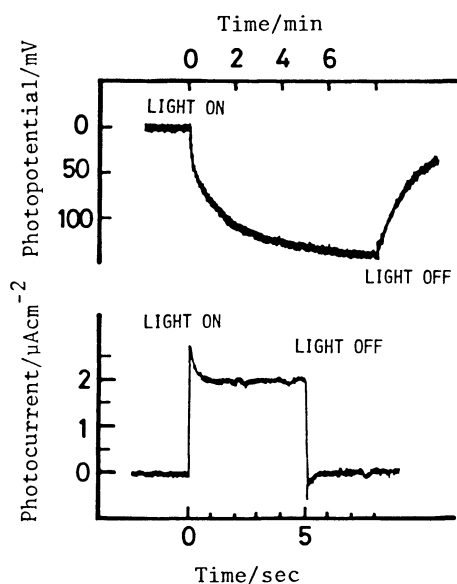 Time/min
0 2 4 6
Photopotential/mV
LIGHT ON
0
50
100
LIGHT OFF
LIGHT ON
LIGHT OFF
Photocurrent/µAcm⁻²
2
1
0
0 5
Time/sec